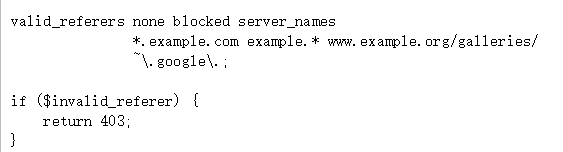 valid_referers none blocked server_names
*.example.com example.* www.example.org/galleries/
~\.google\.;
if ($invalid_referer) {
return 403;
}